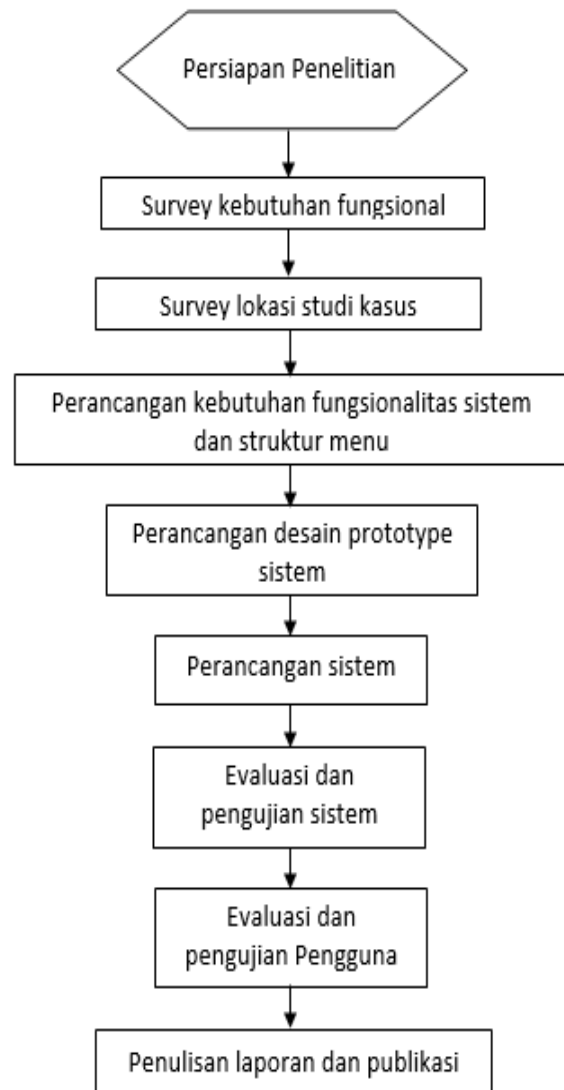 Persiapan Penelitian
Survey kebutuhan fungsional
Survey lokasi studi kasus
Perancangan kebutuhan fungsionalitas sistem
dan struktur menu
Perancangan desain prototype
sistem
Perancangan sistem
Evaluasi dan
pengujian sistem
Evaluasi dan
pengujian Pengguna
Penulisan laporan dan publikasi